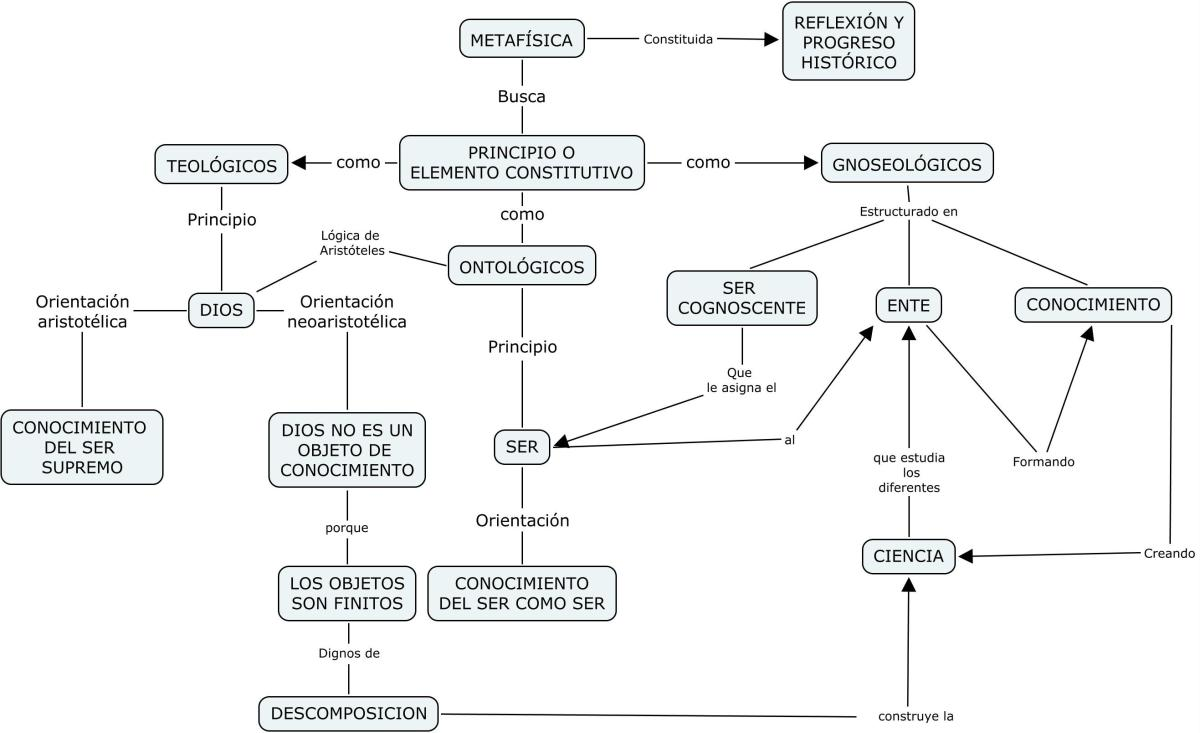 METAFÍSICA
Constituida
REFLEXIÓN Y
PROGRESO
HISTÓRICO
Busca
TEOLÓGICOS
como
PRINCIPIO O
ELEMENTO CONSTITUTIVO
como
GNOSEOLÓGICOS
Principio
como
Estructurado en
Lógica de
Aristóteles
ONTOLÓGICOS
SER
COGNOSCENTE
ENTE
CONOCIMIENTO
Orientación
aristotélica
DIOS
Orientación
neoaristotélica
Principio
Que
le asigna el
CONOCIMIENTO
DEL SER
SUPREMO
DIOS NO ES UN
OBJETO DE
CONOCIMIENTO
SER
al
que estudia
los
diferentes
Formando
porque
Orientación
CIENCIA
Creando
LOS OBJETOS
SON FINITOS
CONOCIMIENTO
DEL SER COMO SER
Dignos de
DESCOMPOSICION
construye la